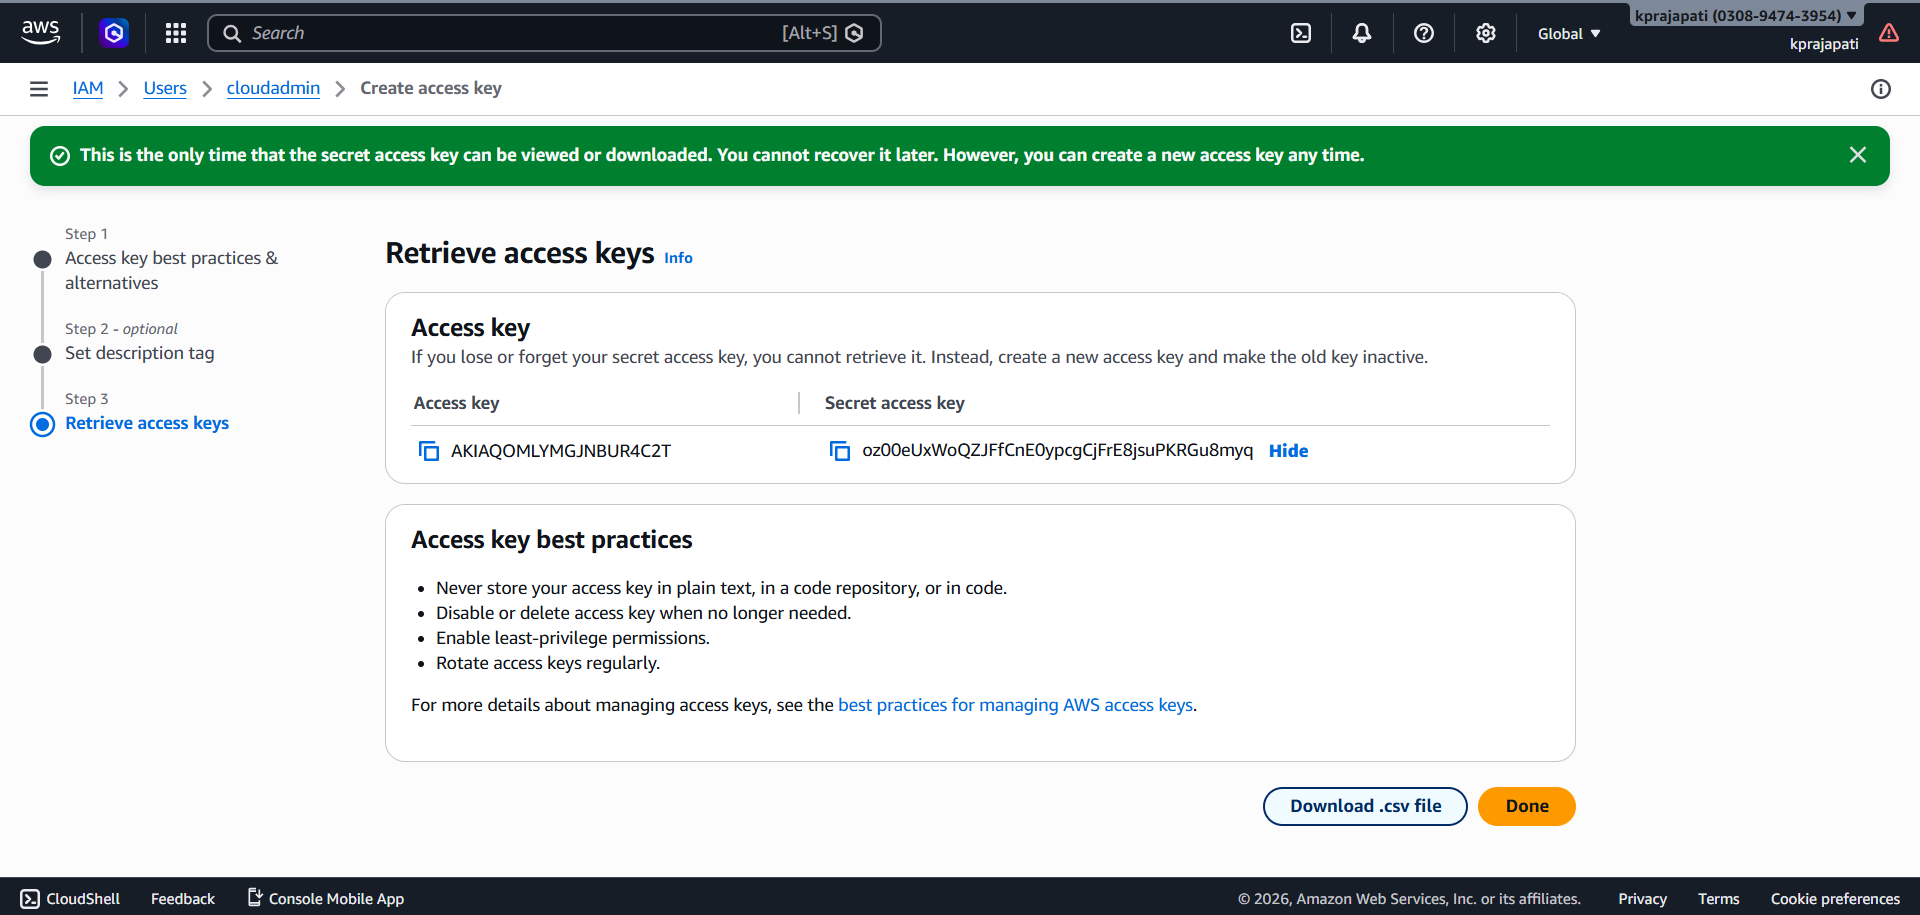 aws
Search
[Alt+S]
Global
kprajapati (0308-9474-3954)
kprajapati
IAM
Users
cloudadmin
Create access key
This is the only time that the secret access key can be viewed or downloaded. You cannot recover it later. However, you can create a new access key any time.
Step 1
Access key best practices &
alternatives
Step 2 - optional
Set description tag
Step 3
Retrieve access keys
Retrieve access keys Info
Access key
If you lose or forget your secret access key, you cannot retrieve it. Instead, create a new access key and make the old key inactive.
Access key
Secret access key
AKIAQOMLYMGJNBUR4C2T
oz00eUxWoQZJFfCnE0ypcgCjFrE8jsuPKRGu8myq Hide
Access key best practices
• Never store your access key in plain text, in a code repository, or in code.
• Disable or delete access key when no longer needed.
• Enable least-privilege permissions.
• Rotate access keys regularly.
For more details about managing access keys, see the best practices for managing AWS access keys.
Download .csv file
Done
CloudShell
Feedback
Console Mobile App
© 2026, Amazon Web Services, Inc. or its affiliates.
Privacy
Terms
Cookie preferences